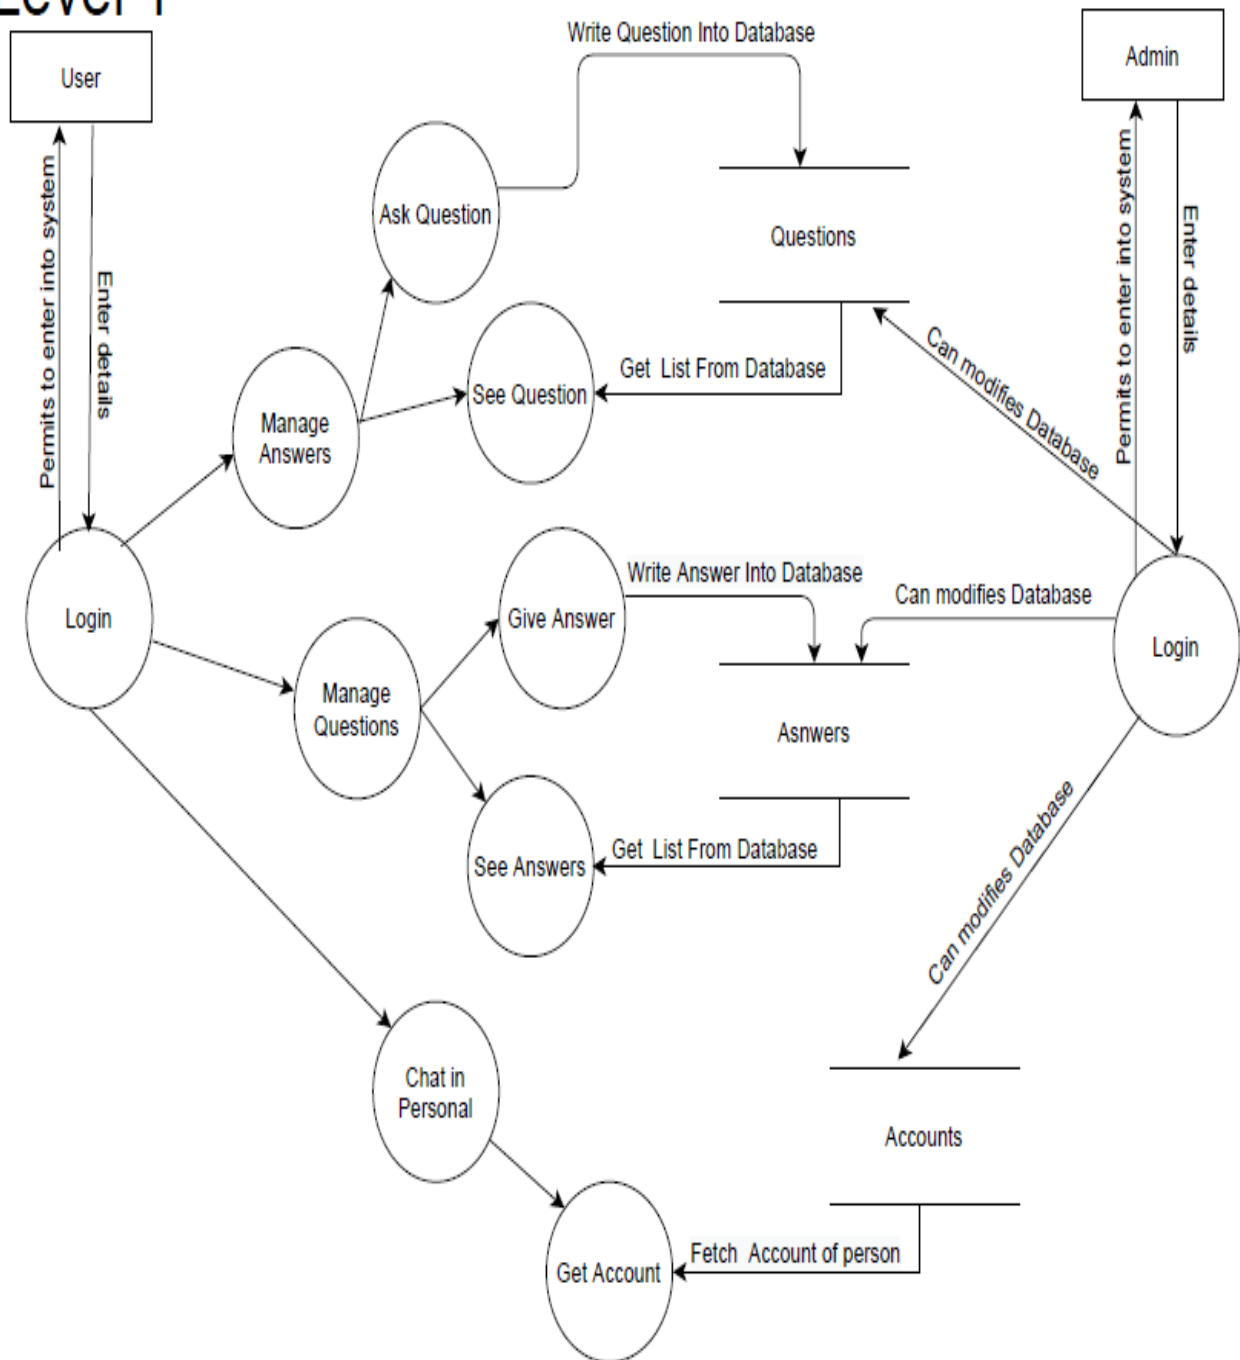 Level 1
User
Admin
Write Question Into Database
Ask Question
Questions
Permits to enter into system
Enter details
Permits to enter into system
Enter details
Get  List From Database
See Question
Can modifies Database
Manage
Answers
Login
Give Answer
Write Answer Into Database
Can modifies Database
Login
Manage
Questions
Asnwers
See Answers
Get  List From Database
Can modifies Database
Chat in
Personal
Accounts
Get Account
Fetch  Account of person